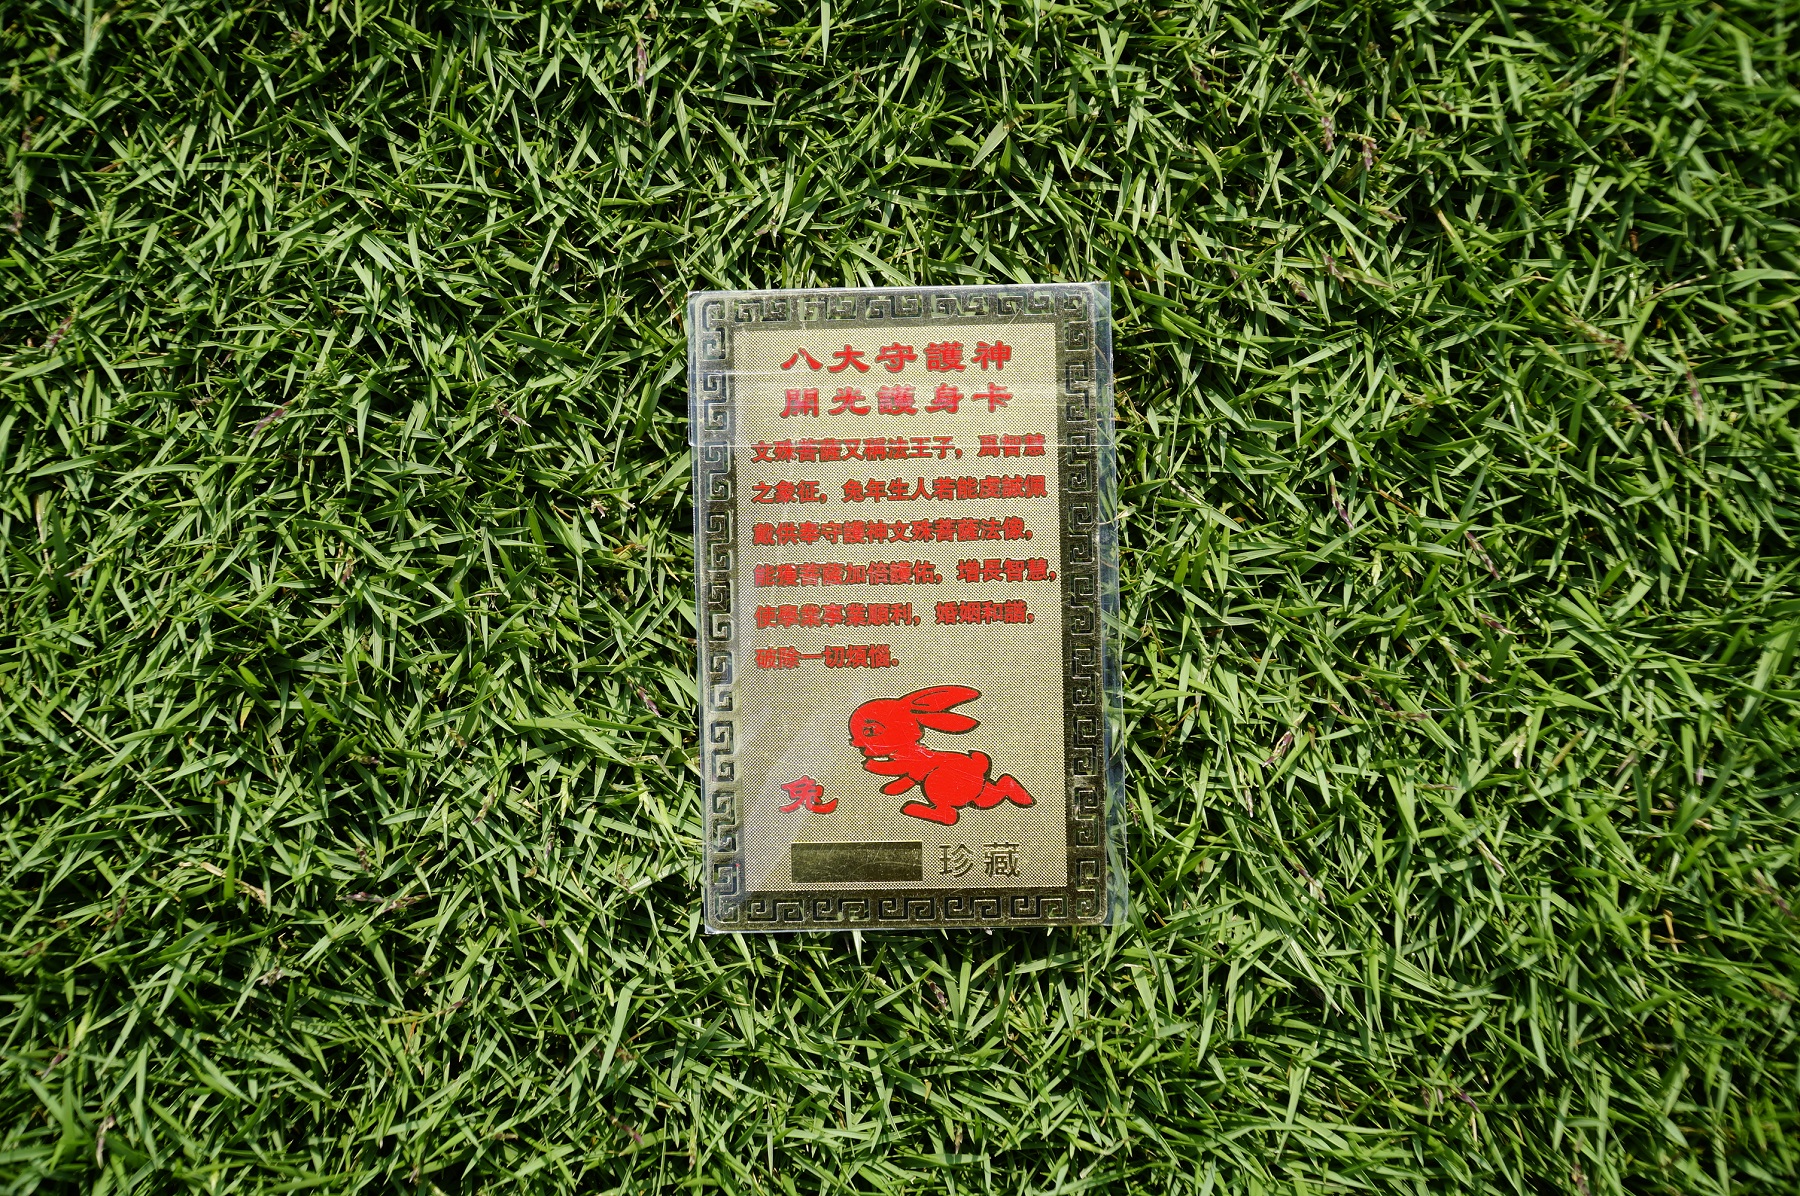 八大守護神
開光護身卡
文殊菩薩又稱法王子，爲智慧
之象征，兔年生人若能虔誠佩
戴供奉守護神文殊菩薩法像，
能獲菩薩加倍護佑，增長智慧，
使學業事業順利，婚姻和諧，
破除一切煩惱。
兔
珍藏